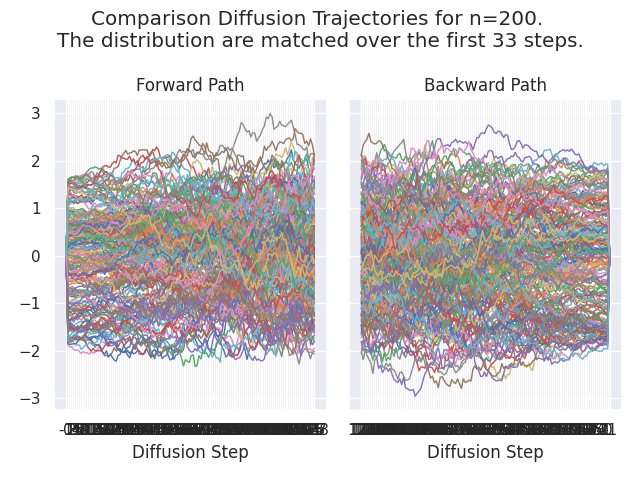 Comparison Diffusion Trajectories for n=200.
The distribution are matched over the first 33 steps.
Forward Path
Backward Path
3
2
1
0
−1
−2
−3
Diffusion Step
Diffusion Step